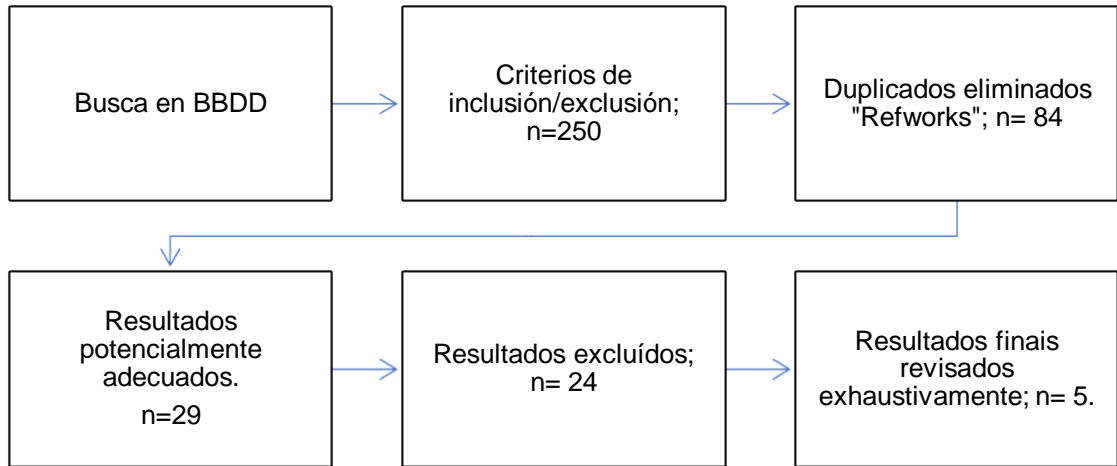 Busca en BBDD
Criterios de
inclusión/exclusión;
n=250
Duplicados eliminados
"Refworks"; n= 84
Resultados
potencialmente
adecuados.
n=29
Resultados excluídos;
n= 24
Resultados finais
revisados
exhaustivamente; n= 5.